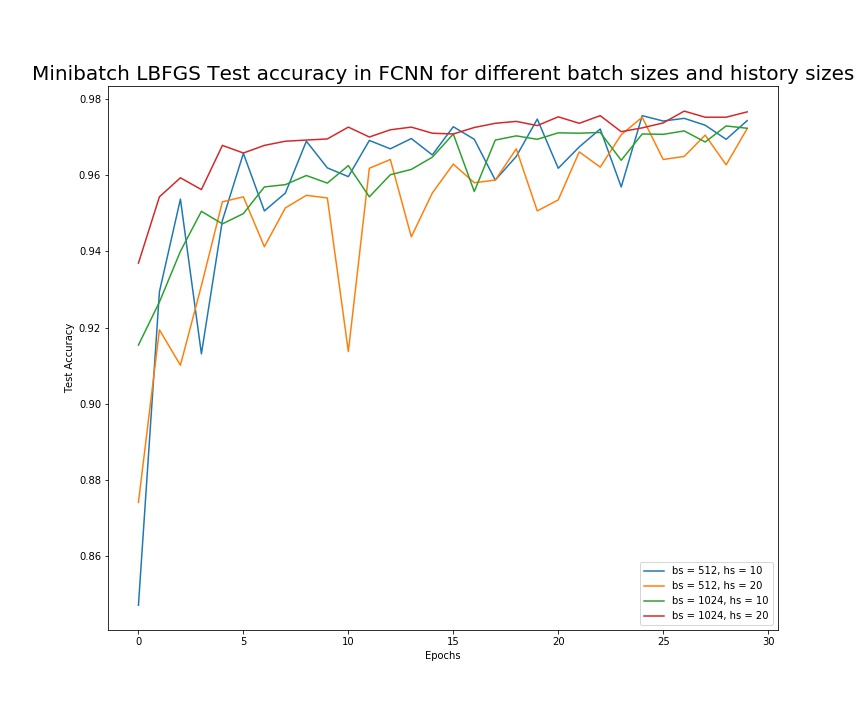 Minibatch LBFGS Test accuracy in FCNN for different batch sizes and history sizes
0.98
0.96
0.94
0.92
0.90
0.88
0.86
Test Accuracy
bs = 512, hs = 10
bs = 512, hs = 20
bs = 1024, hs = 10
bs = 1024, hs = 20
0 5 10 15 20 25 30
Epochs